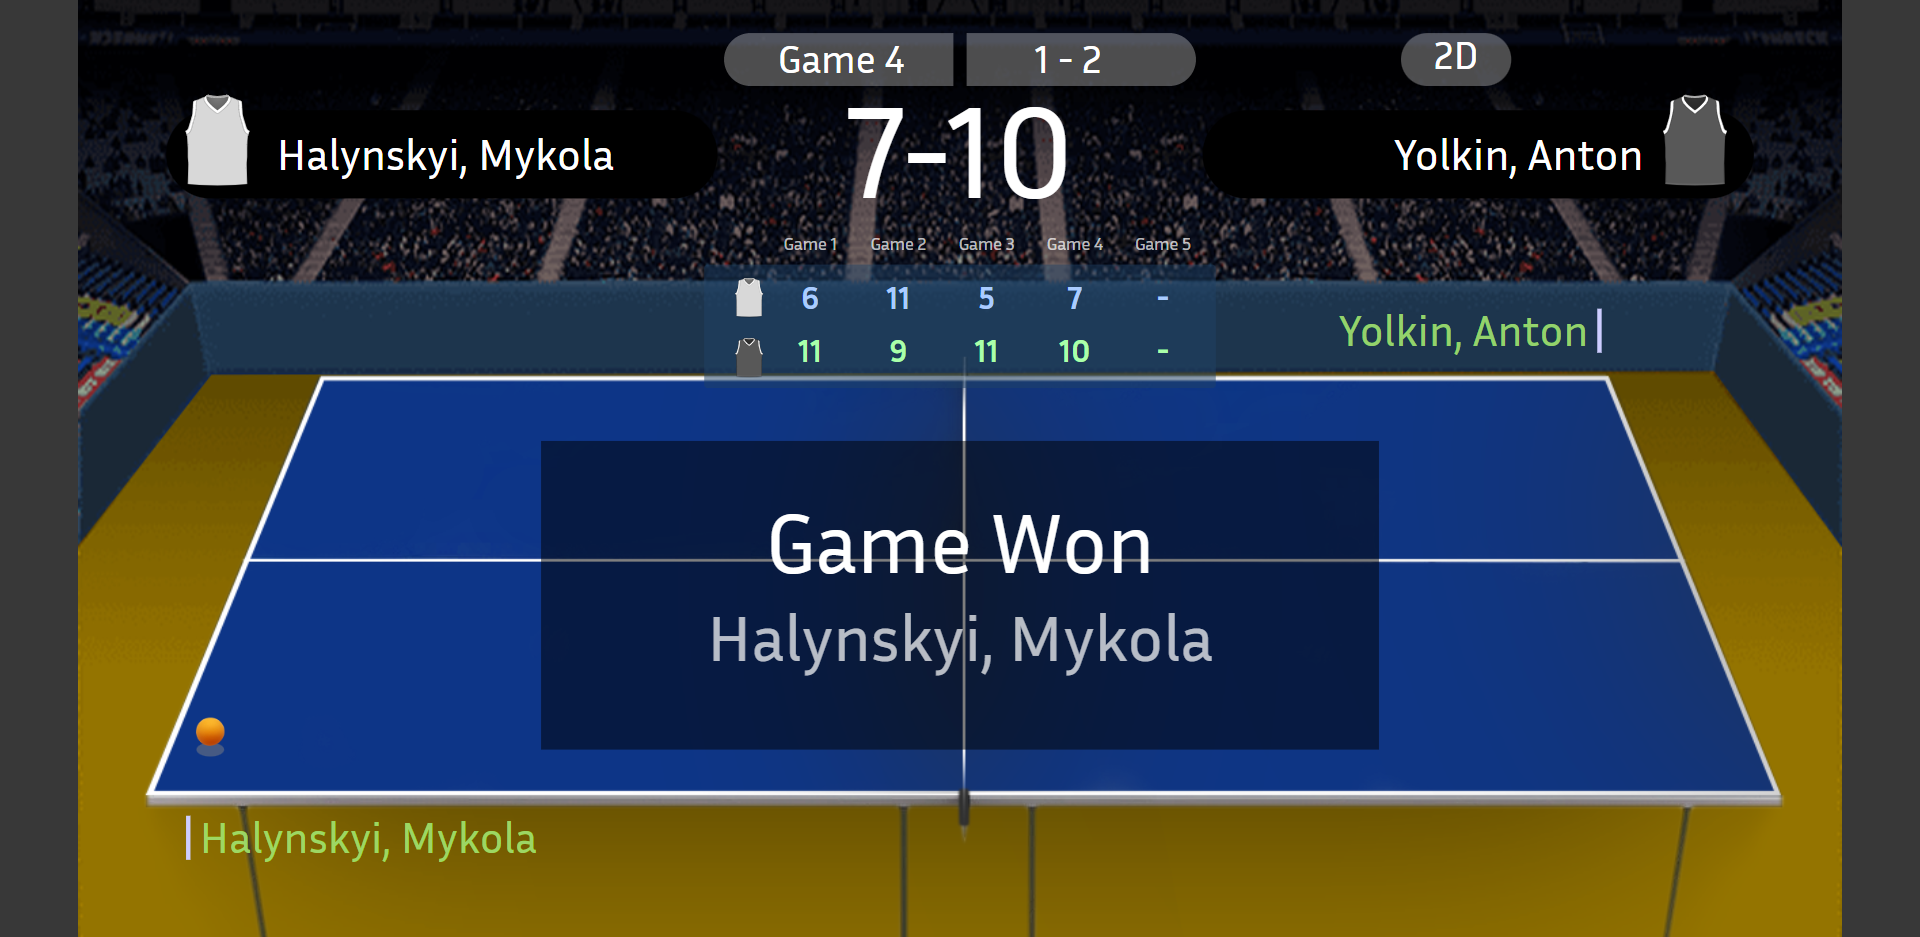 Game 4
1 - 2
2D
Halynskyi, Mykola
7-10
Yolkin, Anton
Game 1 Game 2 Game 3 Game 4 Game 5
6 11 5 7 -
11 9 11 10 -
Yolkin, Anton
Game Won
Halynskyi, Mykola
Halynskyi, Mykola